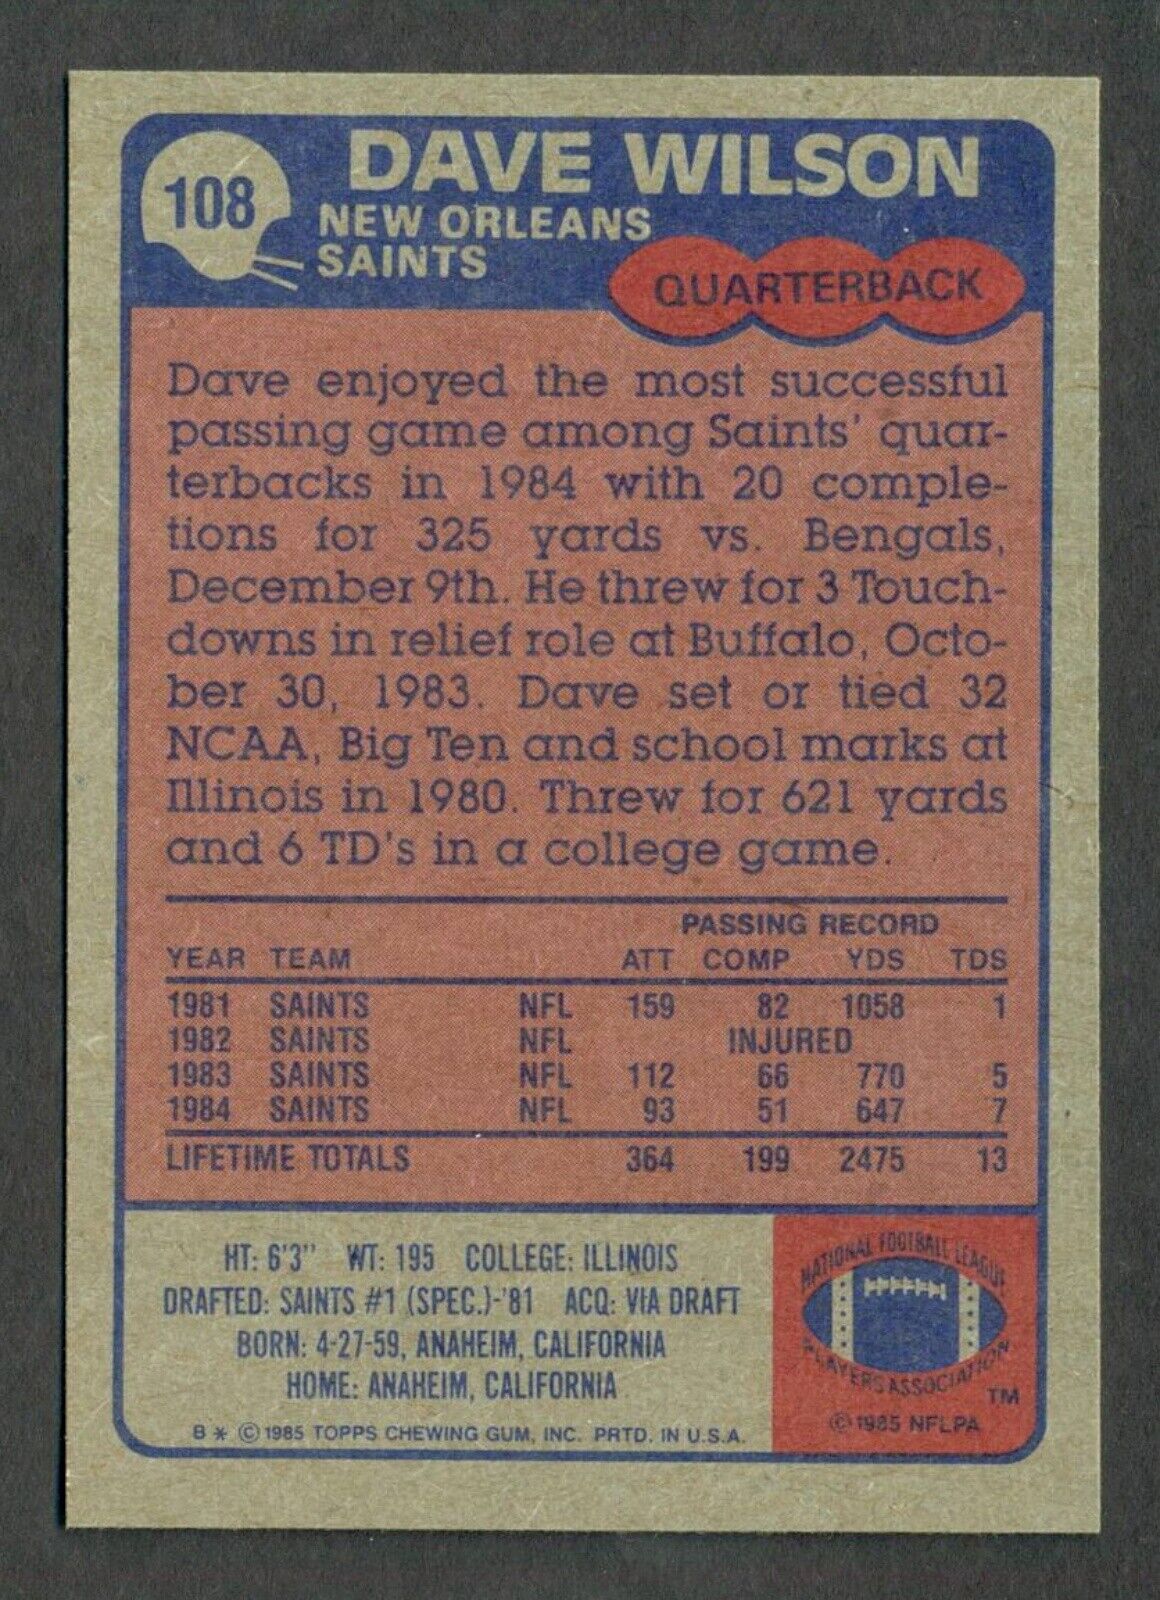 108
DAVE WILSON
NEW ORLEANS
SAINTS
QUARTERBACK
Dave enjoyed the most successful
passing game among Saints' quar-
terbacks in 1984 with 20 comple-
tions for 325 yards vs. Bengals,
December 9th. He threw for 3 Touch-
downs in relief role at Buffalo, Octo-
ber 30, 1983. Dave set or tied 32
NCAA, Big Ten and school marks at
Illinois in 1980. Threw for 621 yards
and 6 TD's in a college game.
PASSING RECORD
YEAR TEAM ATT COMP YDS TDS
1981 SAINTS NFL 159 82 1058 1
1982 SAINTS NFL INJURED
1983 SAINTS NFL 112 66 770 5
1984 SAINTS NFL 93 51 647 7
LIFETIME TOTALS 364 199 2475 13
HT: 6'3" WT: 195 COLLEGE: ILLINOIS
DRAFTED: SAINTS #1 (SPEC.)-'81 ACQ: VIA DRAFT
BORN: 4-27-59, ANAHEIM, CALIFORNIA
HOME: ANAHEIM, CALIFORNIA
B * © 1985 TOPPS CHEWING GUM, INC. PRTD. IN U.S.A.
NATIONAL FOOTBALL LEAGUE
PLAYERS ASSOCIATION
TM
© 1985 NFLPA